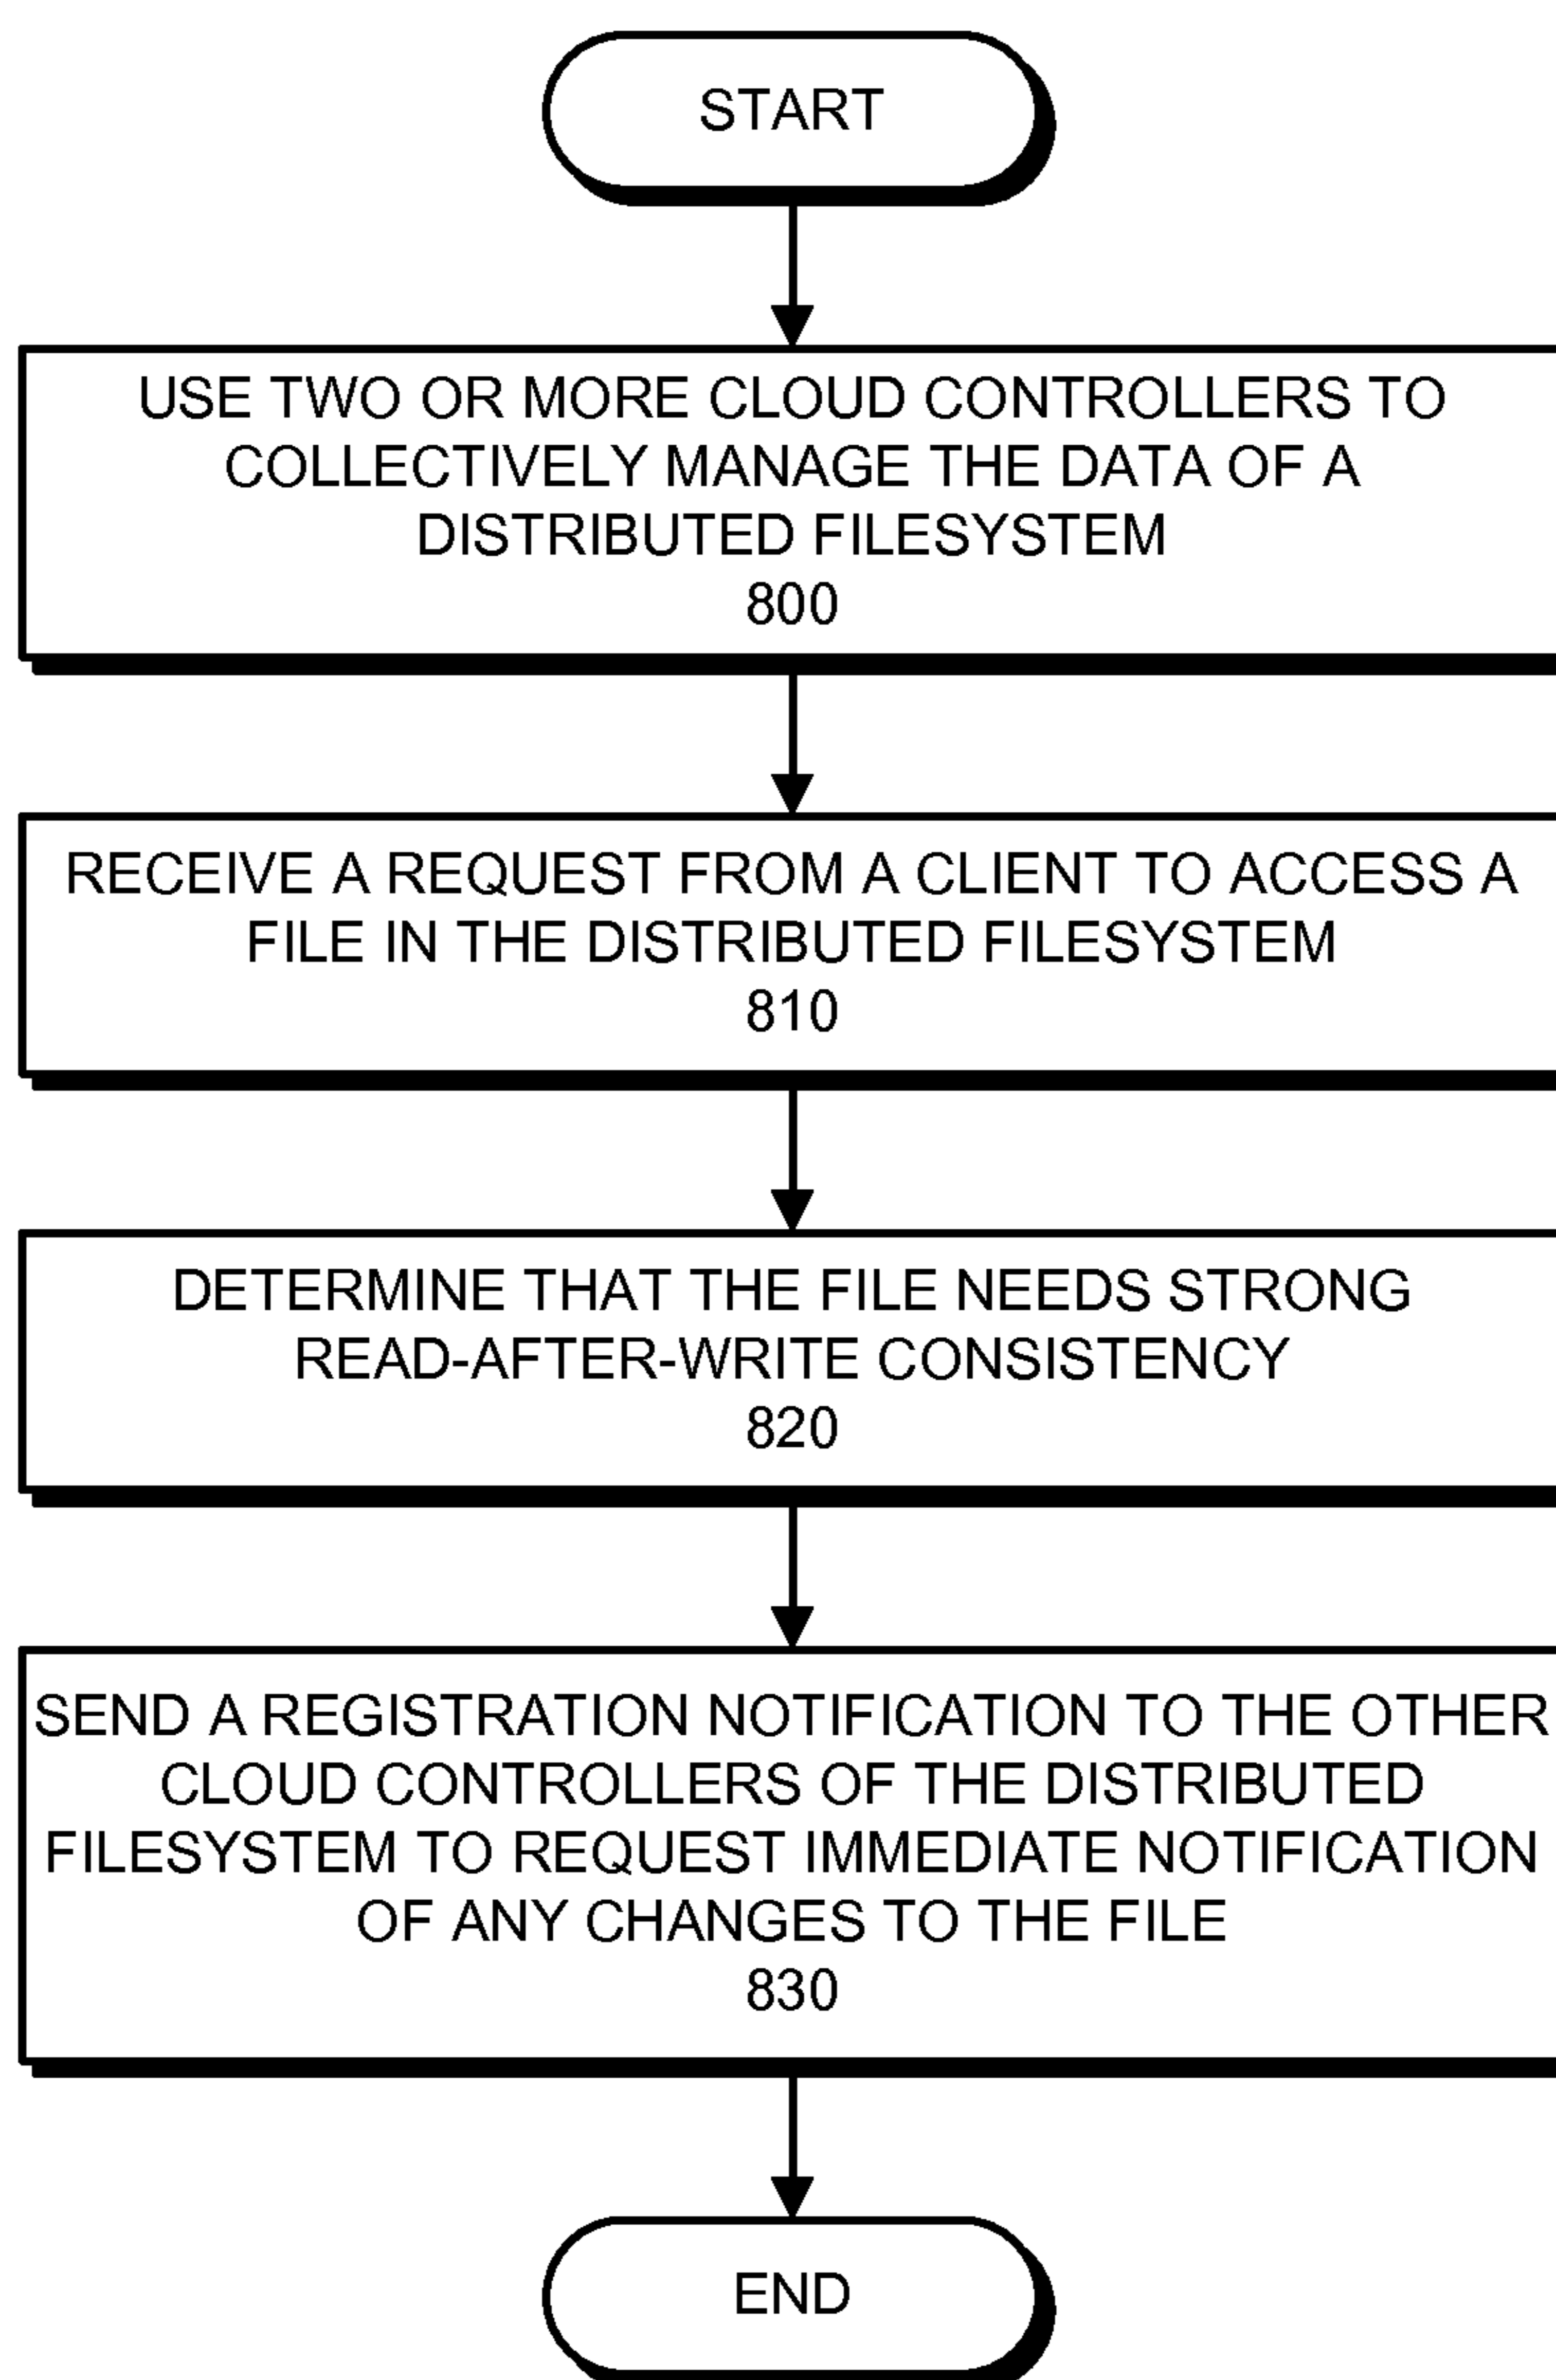 START
USE TWO OR MORE CLOUD CONTROLLERS TO
COLLECTIVELY MANAGE THE DATA OF A
DISTRIBUTED FILESYSTEM
800
RECEIVE A REQUEST FROM A CLIENT TO ACCESS A
FILE IN THE DISTRIBUTED FILESYSTEM
810
DETERMINE THAT THE FILE NEEDS STRONG
READ-AFTER-WRITE CONSISTENCY
820
SEND A REGISTRATION NOTIFICATION TO THE OTHER
CLOUD CONTROLLERS OF THE DISTRIBUTED
FILESYSTEM TO REQUEST IMMEDIATE NOTIFICATION
OF ANY CHANGES TO THE FILE
830
END